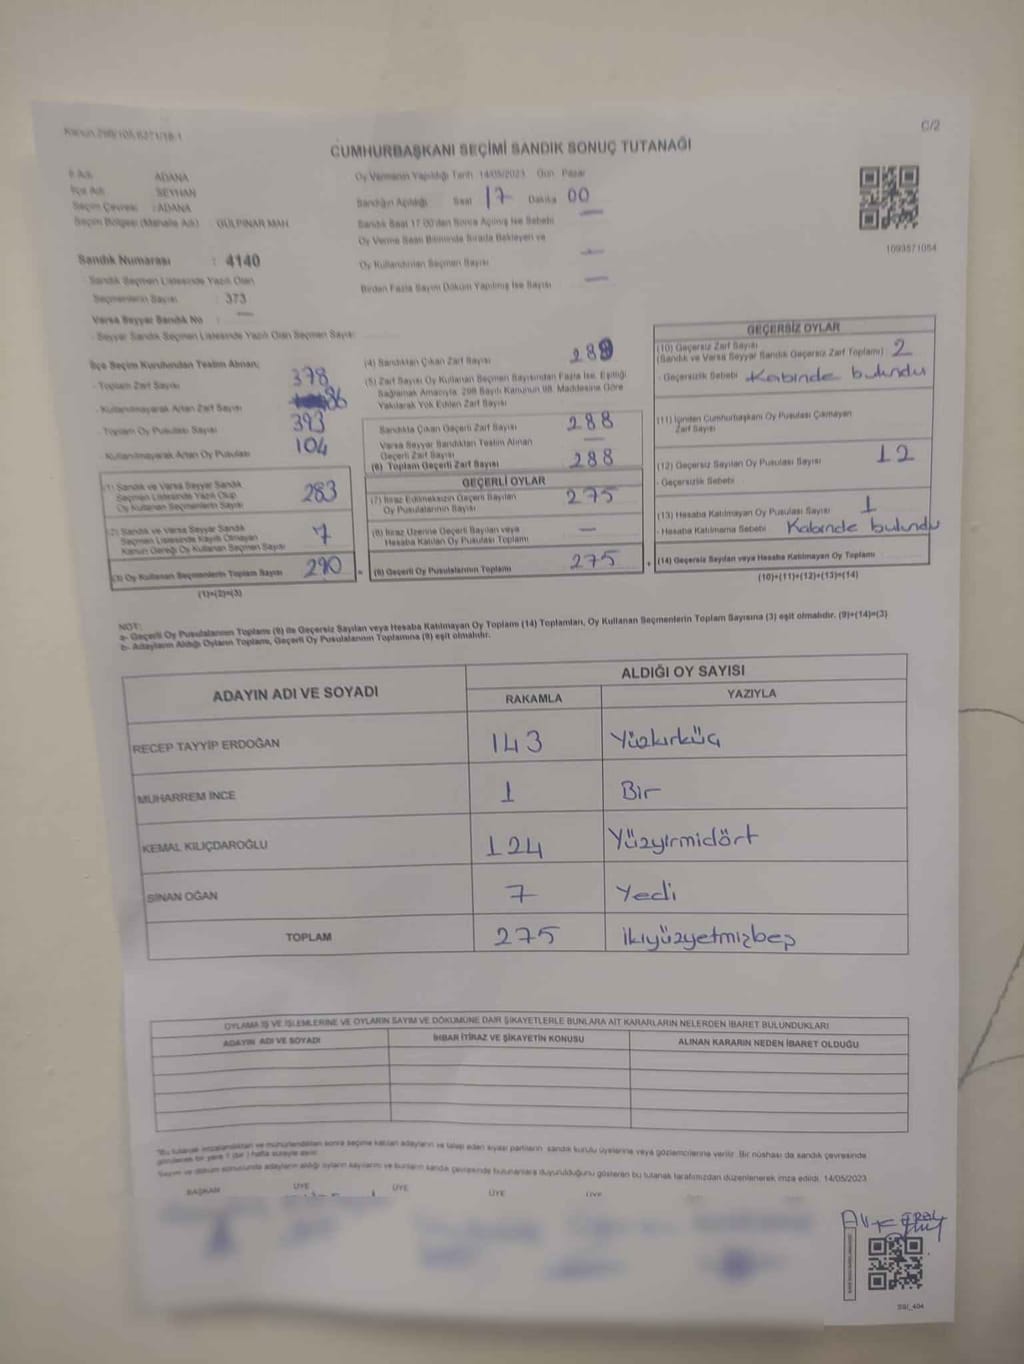 Kanun 298/105, 6271/18-1
C/2
CUMHURBAŞKANI SEÇİMİ SANDIK SONUÇ TUTANAĞI
İl Adı ADANA
İlçe Adı SEYHAN
Seçim Çevresi : ADANA
Seçim Bölgesi (Mahalle Adı) GÜLPINAR MAH
Oy Vermenin Yapıldığı Tarih 14/05/2023 Gün Pazar
Sandığın Açıldığı Saat 17 Dakika 00
Sandık Saat 17.00'den Sonra Açılmış İse Sebebi —
Oy Verme Saati Bitiminde Sırada Bekleyen ve
Oy Kullandırılan Seçmen Sayısı —
Birden Fazla Sayım Döküm Yapılmış İse Sayısı —
1093571054
Sandık Numarası : 4140
Sandık Seçmen Listesinde Yazılı Olan
Seçmenlerin Sayısı : 373
Varsa Seyyar Sandık No : —
- Seyyar Sandık Seçmen Listesinde Yazılı Olan Seçmen Sayısı
İlçe Seçim Kurulundan Teslim Alınan;
- Toplam Zarf Sayısı 378
- Kullanılmayarak Artan Zarf Sayısı 86
- Toplam Oy Pusulası Sayısı 393
- Kullanılmayarak Artan Oy Pusulası 104
(1) Sandık ve Varsa Seyyar Sandık
Seçmen Listesinde Yazılı Olup
Oy Kullanan Seçmenlerin Sayısı 283
(2) Sandık ve Varsa Seyyar Sandık
Seçmen Listesinde Kayıtlı Olmayan
Kanun Gereği Oy Kullanan Seçmen Sayısı 7
(3) Oy Kullanan Seçmenlerin Toplam Sayısı 290
(1)+(2)=(3)
(4) Sandıktan Çıkan Zarf Sayısı
(5) Zarf Sayısı Oy Kullanan Seçmen Sayısından Fazla İse, Eşitliği
Sağlamak Amacıyla, 298 Sayılı Kanunun 98. Maddesine Göre
Yakılarak Yok Edilen Zarf Sayısı
Sandıkta Çıkan Geçerli Zarf Sayısı 288
Varsa Seyyar Sandıktan Teslim Alınan
Geçerli Zarf Sayısı —
(6) Toplam Geçerli Zarf Sayısı 288
GEÇERLİ OYLAR
(7) İtiraz Edilmeksizin Geçerli Sayılan
Oy Pusulasının Sayısı 275
(8) İtiraz Üzerine Geçerli Sayılan veya
Hesaba Katılan Oy Pusulası Toplamı —
(9) Geçerli Oy Pusulalarının Toplamı 275
GEÇERSİZ OYLAR
(10) Geçersiz Zarf Sayısı
(Sandık ve Varsa Seyyar Sandık Geçersiz Zarf Toplamı) 2
- Geçersizlik Sebebi Kabinde bulundu
(11) İçinden Cumhurbaşkanı Oy Pusulası Çıkmayan
Zarf Sayısı
(12) Geçersiz Sayılan Oy Pusulası Sayısı 12
- Geçersizlik Sebebi
(13) Hesaba Katılmayan Oy Pusulası Sayısı 1
- Hesaba Katılmama Sebebi Kabinde bulundu
(14) Geçersiz Sayılan veya Hesaba Katılmayan Oy Toplamı
(10)+(11)+(12)+(13)=(14)
NOT:
a- Geçerli Oy Pusulalarının Toplamı (9) ile Geçersiz Sayılan veya Hesaba Katılmayan Oy Toplamı (14) Toplamları, Oy Kullanan Seçmenlerin Toplam Sayısına (3) eşit olmalıdır. (9)+(14)=(3)
b- Adayların Aldığı Oyların Toplamı, Geçerli Oy Pusulalarının Toplamına (9) eşit olmalıdır.
ADAYIN ADI VE SOYADI
ALDIĞI OY SAYISI
RAKAMLA YAZIYLA
RECEP TAYYİP ERDOĞAN 143 Yüzkırküç
MUHARREM İNCE 1 Bir
KEMAL KILIÇDAROĞLU 124 Yüzyirmidört
SİNAN OĞAN 7 Yedi
TOPLAM 275 ikiyüzyetmişbeş
OYLAMA İŞ VE İŞLEMLERİNE VE OYLARIN SAYIM VE DÖKÜMÜNE DAİR ŞİKAYETLERLE BUNLARA AİT KARARLARIN NELERDEN İBARET BULUNDUKLARI
ADAYIN ADI VE SOYADI İHBAR İTİRAZ VE ŞİKAYETİN KONUSU ALINAN KARARIN NEDEN İBARET OLDUĞU
*Bu tutanak imzalandıktan ve mühürlendikten sonra seçime katılan adayların ve talep eden siyasi partilerin sandık kurulu üyelerine veya gözlemcilerine verilir. Bir nüshası da sandık çevresinde
görülecek bir yere 1 (bir) hafta süreyle asılır.
Sayım ve döküm sonucunda adayların aldığı oyların sayılarını ve bunların sandık çevresinde bulunanlara duyurulduğunu gösteren bu tutanak tarafımızdan düzenlenerek imza edildi. 14/05/2023
BAŞKAN ÜYE ÜYE ÜYE ÜYE
SSI_404